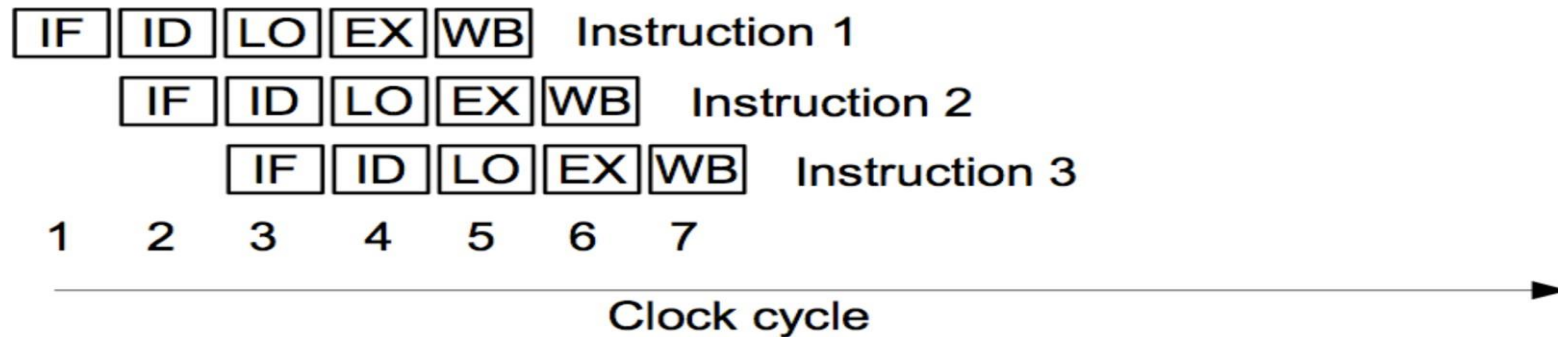 IF ID LO EX WB Instruction 1
IF ID LO EX WB Instruction 2
IF ID LO EX WB Instruction 3
1 2 3 4 5 6 7
Clock cycle